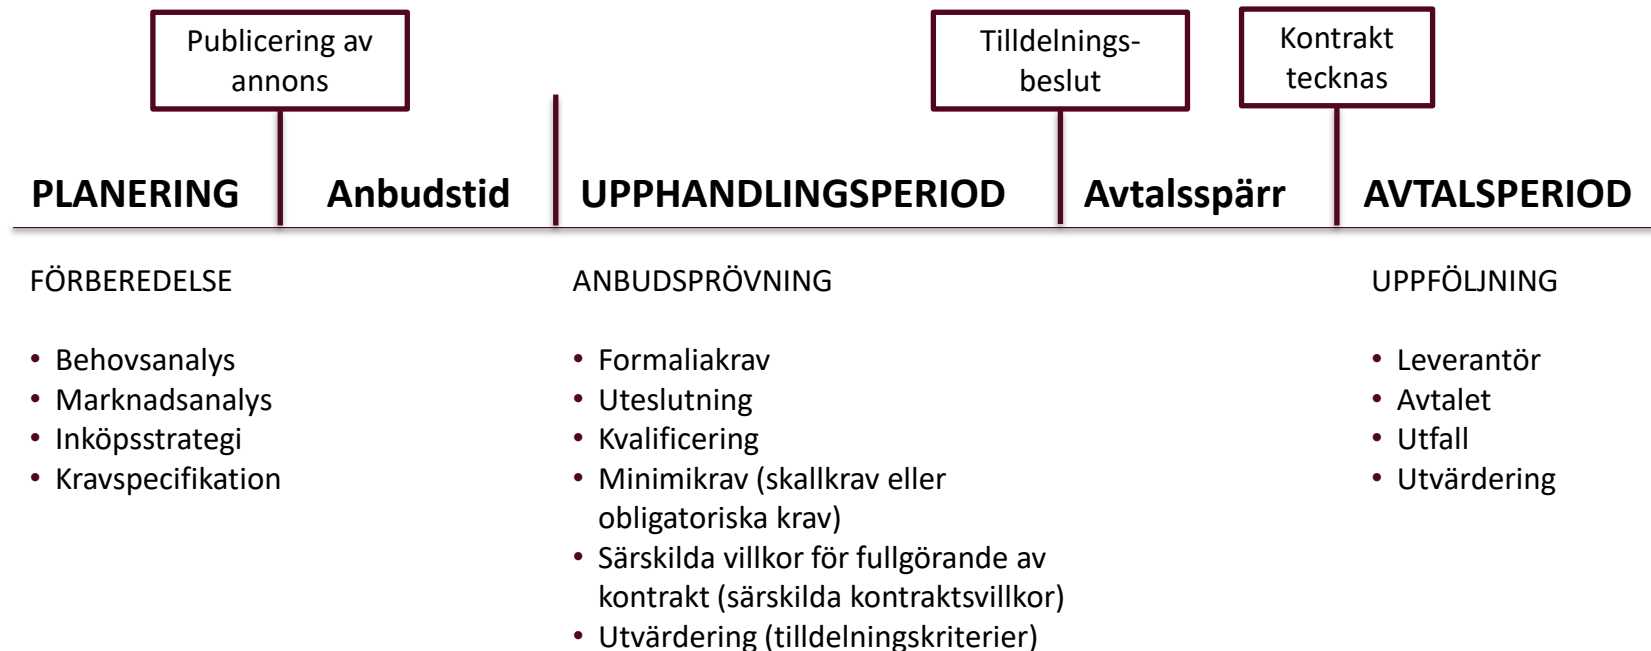 Publicering av
annons
Tilldelnings-
beslut
Kontrakt
tecknas
PLANERING
Anbudstid
UPPHANDLINGSPERIOD
Avtalsspärr
AVTALSPERIOD
FÖRBEREDELSE
• Behovsanalys
• Marknadsanalys
• Inköpsstrategi
• Kravspecifikation
ANBUDSPRÖVNING
• Formaliakrav
• Uteslutning
• Kvalificering
• Minimikrav (skallkrav eller
obligatoriska krav)
• Särskilda villkor för fullgörande av
kontrakt (särskilda kontraktsvillkor)
• Utvärdering (tilldelningskriterier)
UPPFÖLJNING
• Leverantör
• Avtalet
• Utfall
• Utvärdering